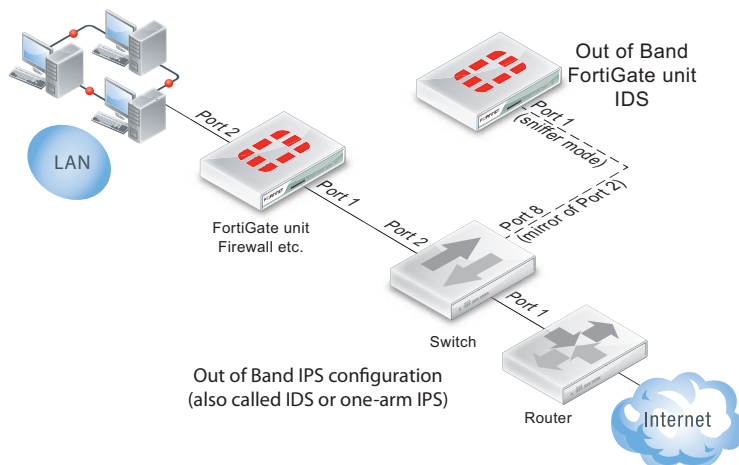 Out of Band
FortiGate unit
IDS
Port 1
(sniffer mode)
Port 2
LAN
Port 1
FortiGate unit
Firewall etc.
Port 2
Port 8
(mirror of Port 2)
Switch
Port 1
Out of Band IPS configuration
(also called IDS or one-arm IPS)
Router
Internet